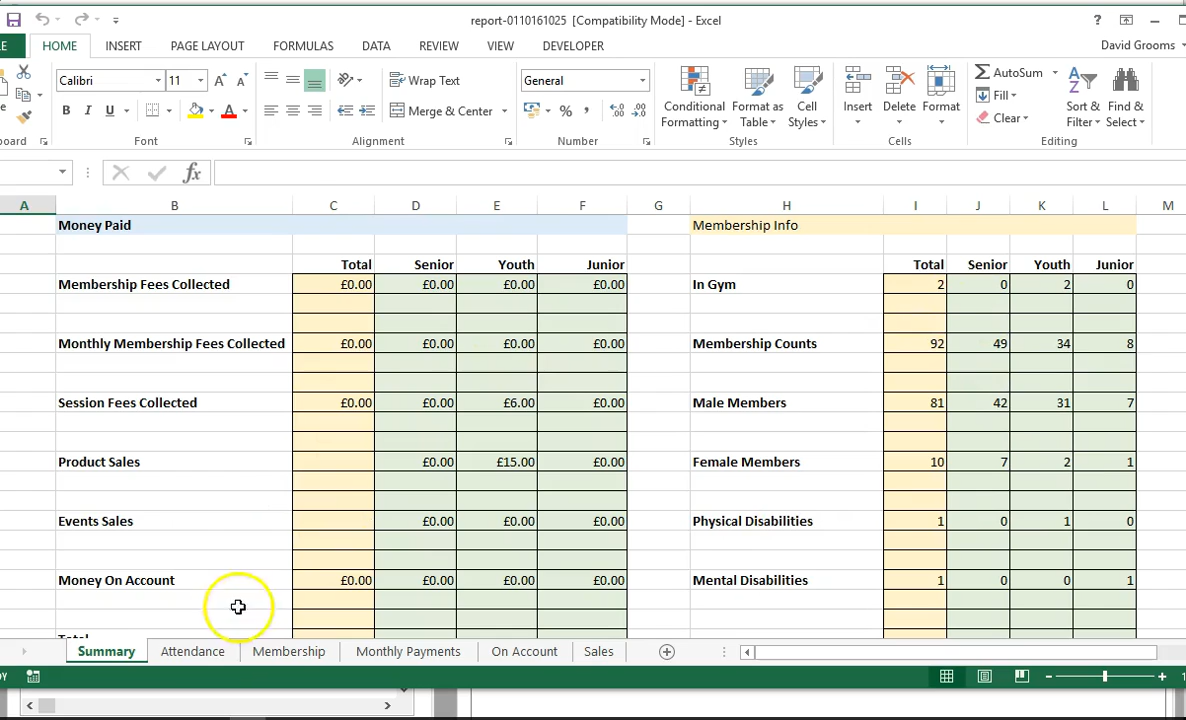 report-0110161025 [Compatibility Mode] - Excel
?
HOME INSERT PAGE LAYOUT FORMULAS DATA REVIEW VIEW DEVELOPER David Grooms
Calibri 11 Wrap Text General AutoSum
B I U Merge & Center % , Conditional Formatting Format as Table Cell Styles Insert Delete Format Fill Sort & Filter Find & Select
Clear
oard Font Alignment Number Styles Cells Editing
fx
A B C D E F G H I J K L M
Money Paid Membership Info
Total Senior Youth Junior Total Senior Youth Junior
Membership Fees Collected £0.00 £0.00 £0.00 £0.00 In Gym 2 0 2 0
Monthly Membership Fees Collected £0.00 £0.00 £0.00 £0.00 Membership Counts 92 49 34 8
Session Fees Collected £0.00 £0.00 £6.00 £0.00 Male Members 81 42 31 7
Product Sales £0.00 £15.00 £0.00 Female Members 10 7 2 1
Events Sales £0.00 £0.00 £0.00 Physical Disabilities 1 0 1 0
Money On Account £0.00 £0.00 £0.00 £0.00 Mental Disabilities 1 0 0 1
Total
Summary Attendance Membership Monthly Payments On Account Sales